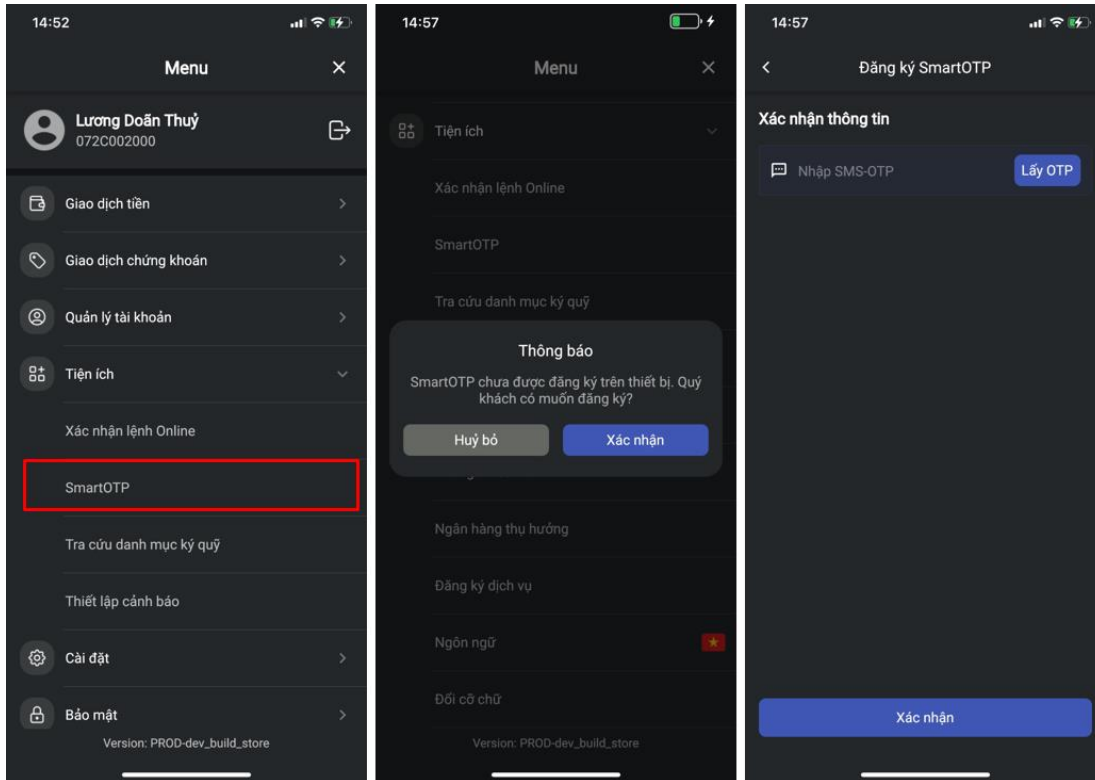 14:52
Menu
Lương Doãn Thuỷ
072C002000
Giao dịch tiền
Giao dịch chứng khoán
Quản lý tài khoản
Tiện ích
Xác nhận lệnh Online
SmartOTP
Tra cứu danh mục ký quỹ
Thiết lập cảnh báo
Cài đặt
Bảo mật
Version: PROD-dev_build_store
14:57
Menu
Tiện ích
Xác nhận lệnh Online
SmartOTP
Tra cứu danh mục ký quỹ
Thông báo
SmartOTP chưa được đăng ký trên thiết bị. Quý
khách có muốn đăng ký?
Huỷ bỏ
Xác nhận
Ngân hàng thụ hưởng
Đăng ký dịch vụ
Ngôn ngữ
Đổi cỡ chữ
Version: PROD-dev_build_store
14:57
Đăng ký SmartOTP
Xác nhận thông tin
Nhập SMS-OTP
Lấy OTP
Xác nhận